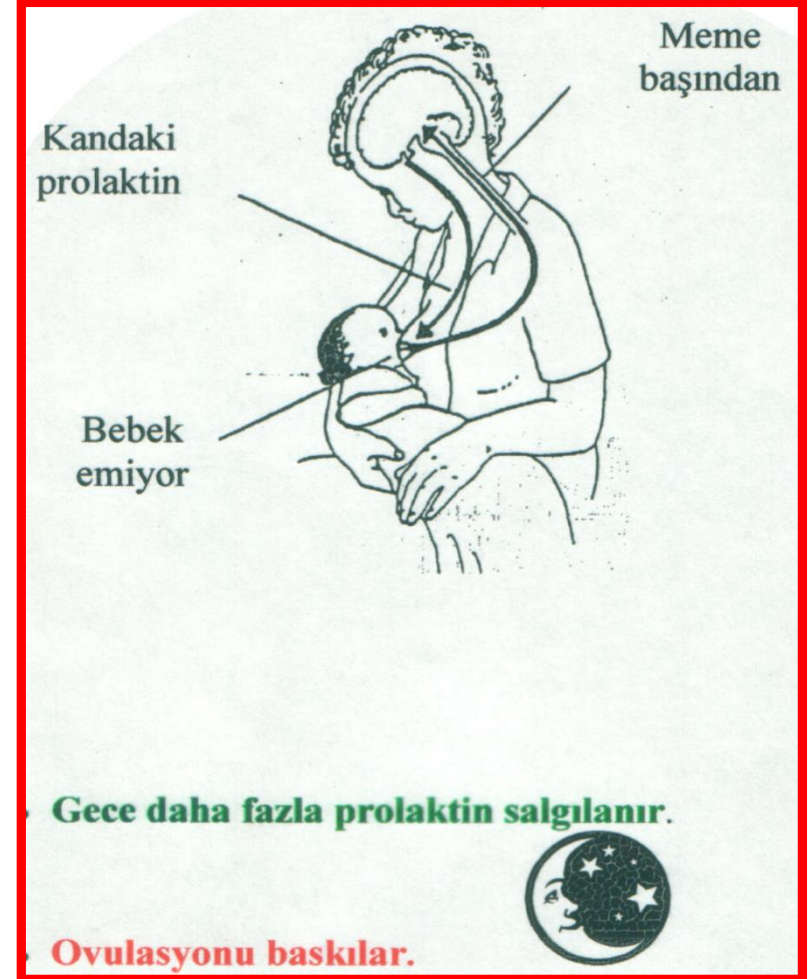 Meme
başından
Kandaki
prolaktin
Bebek
emiyor
Gece daha fazla prolaktin salgılanır.
Ovulasyonu baskılar.